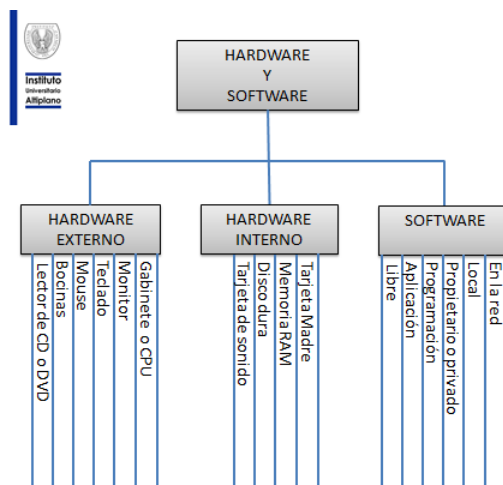 Instituto
Universitario
Altiplano
HARDWARE
Y
SOFTWARE
HARDWARE
EXTERNO
Lector de CD o DVD
Bocinas
Mouse
Teclado
Monitor
Gabinete o CPU
HARDWARE
INTERNO
Tarjeta de sonido
Disco dura
Memoria RAM
Tarjeta Madre
SOFTWARE
Libre
Aplicación
Programación
Propietario o privado
Local
En la red